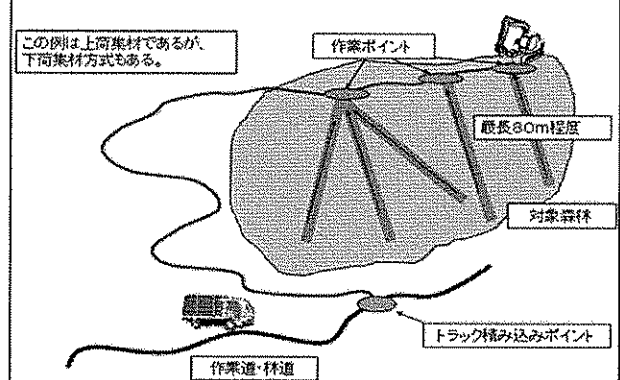 この例は上荷集材であるが、
下荷集材方式もある。
作業ポイント
最長80m程度
対象森林
トラック積み込みポイント
作業道・林道